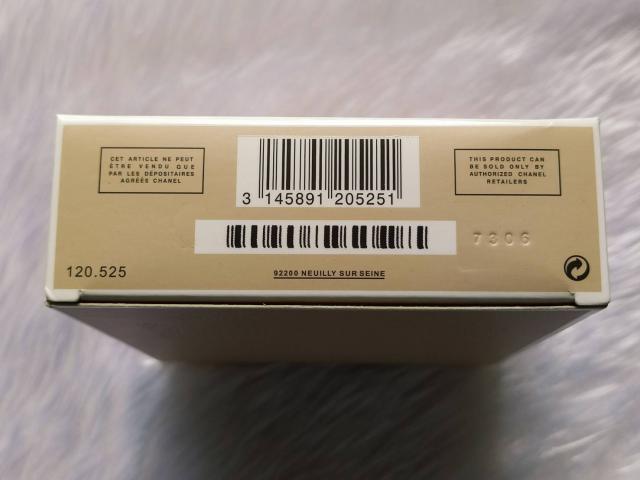 CET ARTICLE NE PEUT
ÊTRE VENDU QUE
PAR LES DÉPOSITAIRES
AGRÉÉS CHANEL
3 145891 205251
THIS PRODUCT CAN
BE SOLD ONLY BY
AUTHORIZED CHANEL
RETAILERS
7306
120.525
92200 NEUILLY SUR SEINE